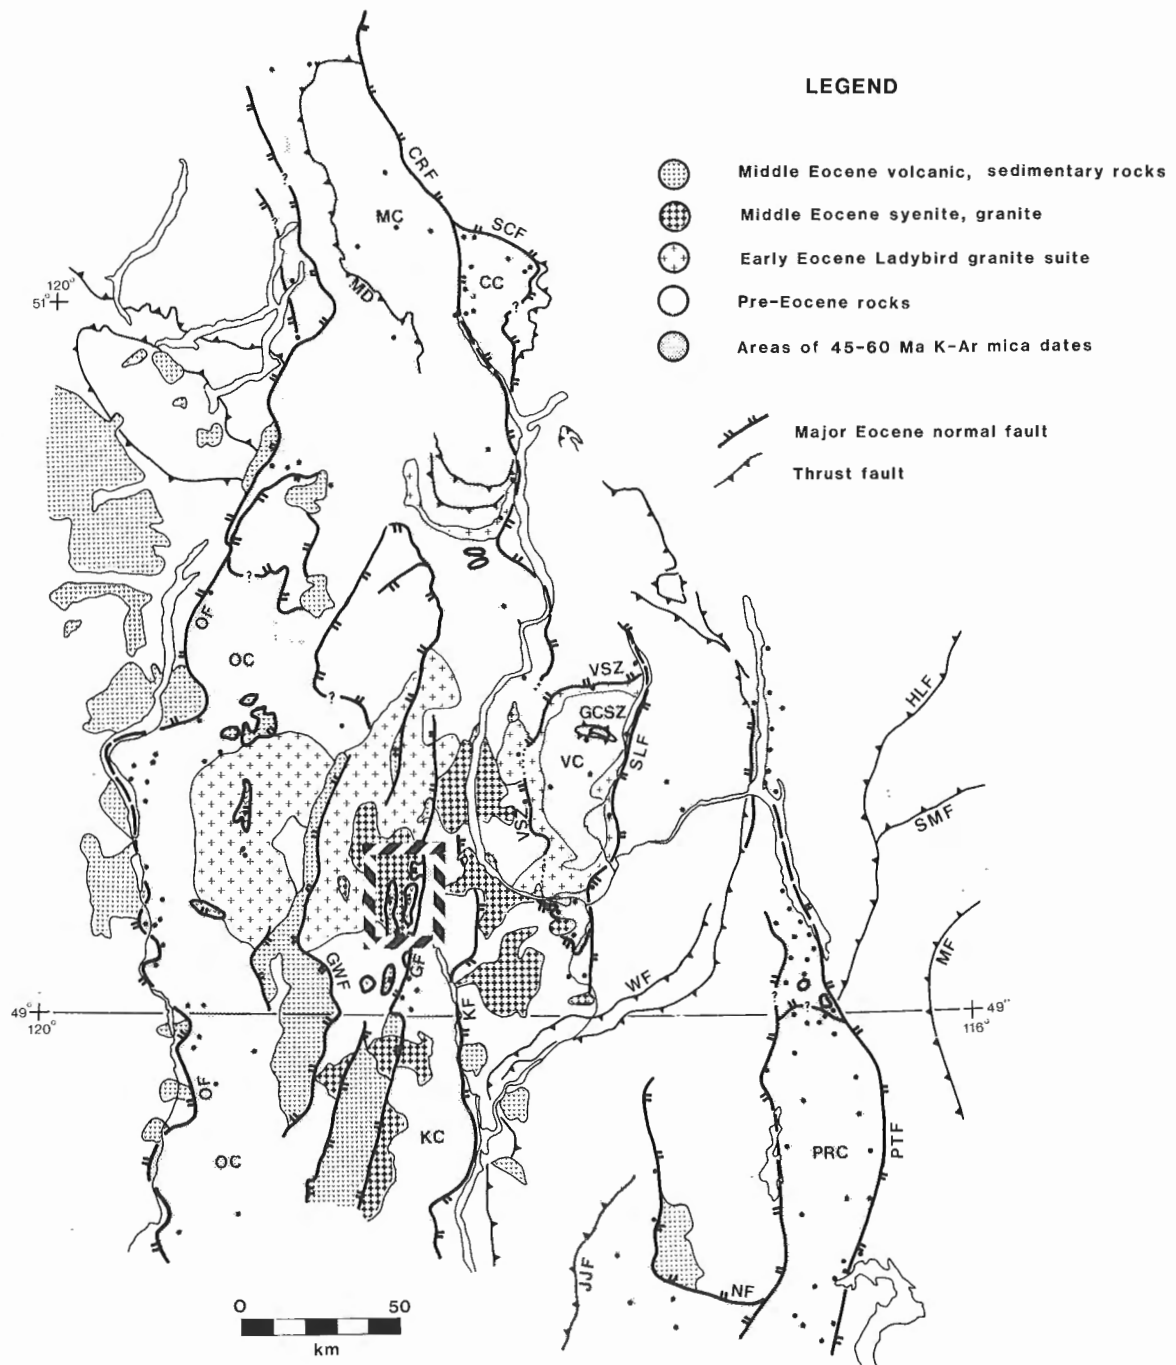 LEGEND
Middle Eocene volcanic, sedimentary rocks
Middle Eocene syenite, granite
Early Eocene Ladybird granite suite
Pre-Eocene rocks
Areas of 45-60 Ma K-Ar mica dates
Major Eocene normal fault
Thrust fault
CRF
?
MC
SCF
?
CC
MD
120°
51°
?
OF
?
OC
?
VSZ
GCSZ
VC
SLF
VSZ
HLF
SMF
MF
GWF
GF
KF
WF
?
?
49°
120°
49°
116°
OF
OC
KC
PRC
PTF
JJF
NF
0
50
km